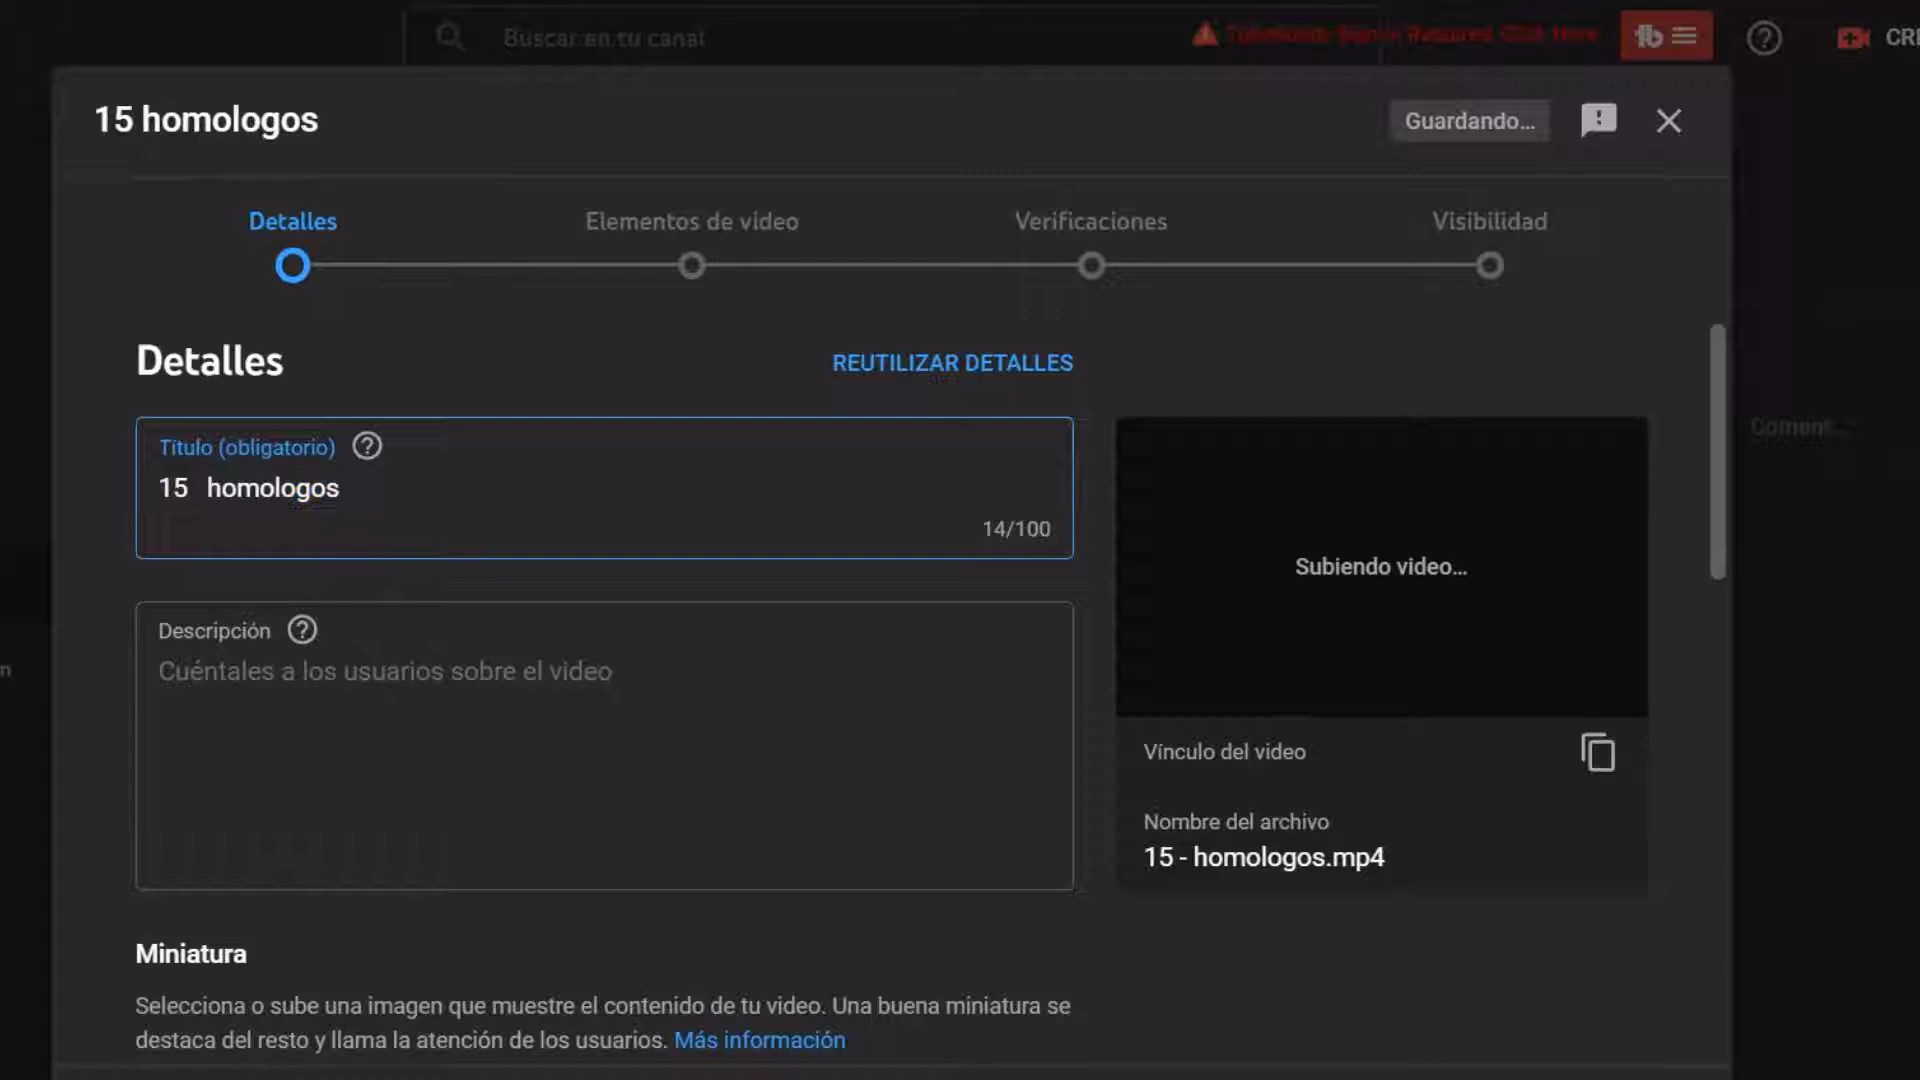 Buscar en tu canal
CRE
15 homologos
Guardando...
Detalles
Elementos de video
Verificaciones
Visibilidad
Detalles
REUTILIZAR DETALLES
Título (obligatorio)
15 homologos
14/100
Descripción
Cuéntales a los usuarios sobre el video
Subiendo video...
Vínculo del video
Nombre del archivo
15 - homologos.mp4
Miniatura
Selecciona o sube una imagen que muestre el contenido de tu video. Una buena miniatura se
destaca del resto y llama la atención de los usuarios. Más información